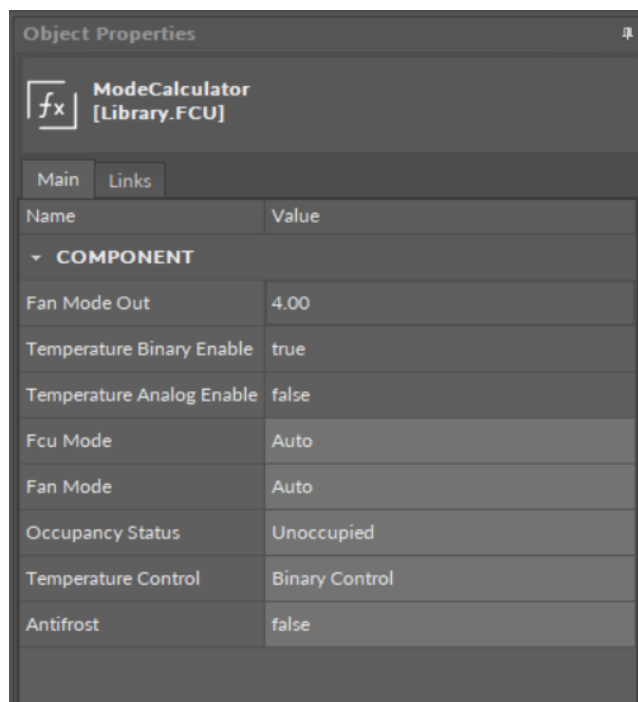 Object Properties
fx
ModeCalculator
[Library.FCU]
Main Links
Name Value
COMPONENT
Fan Mode Out 4.00
Temperature Binary Enable true
Temperature Analog Enable false
Fcu Mode Auto
Fan Mode Auto
Occupancy Status Unoccupied
Temperature Control Binary Control
Antifrost false